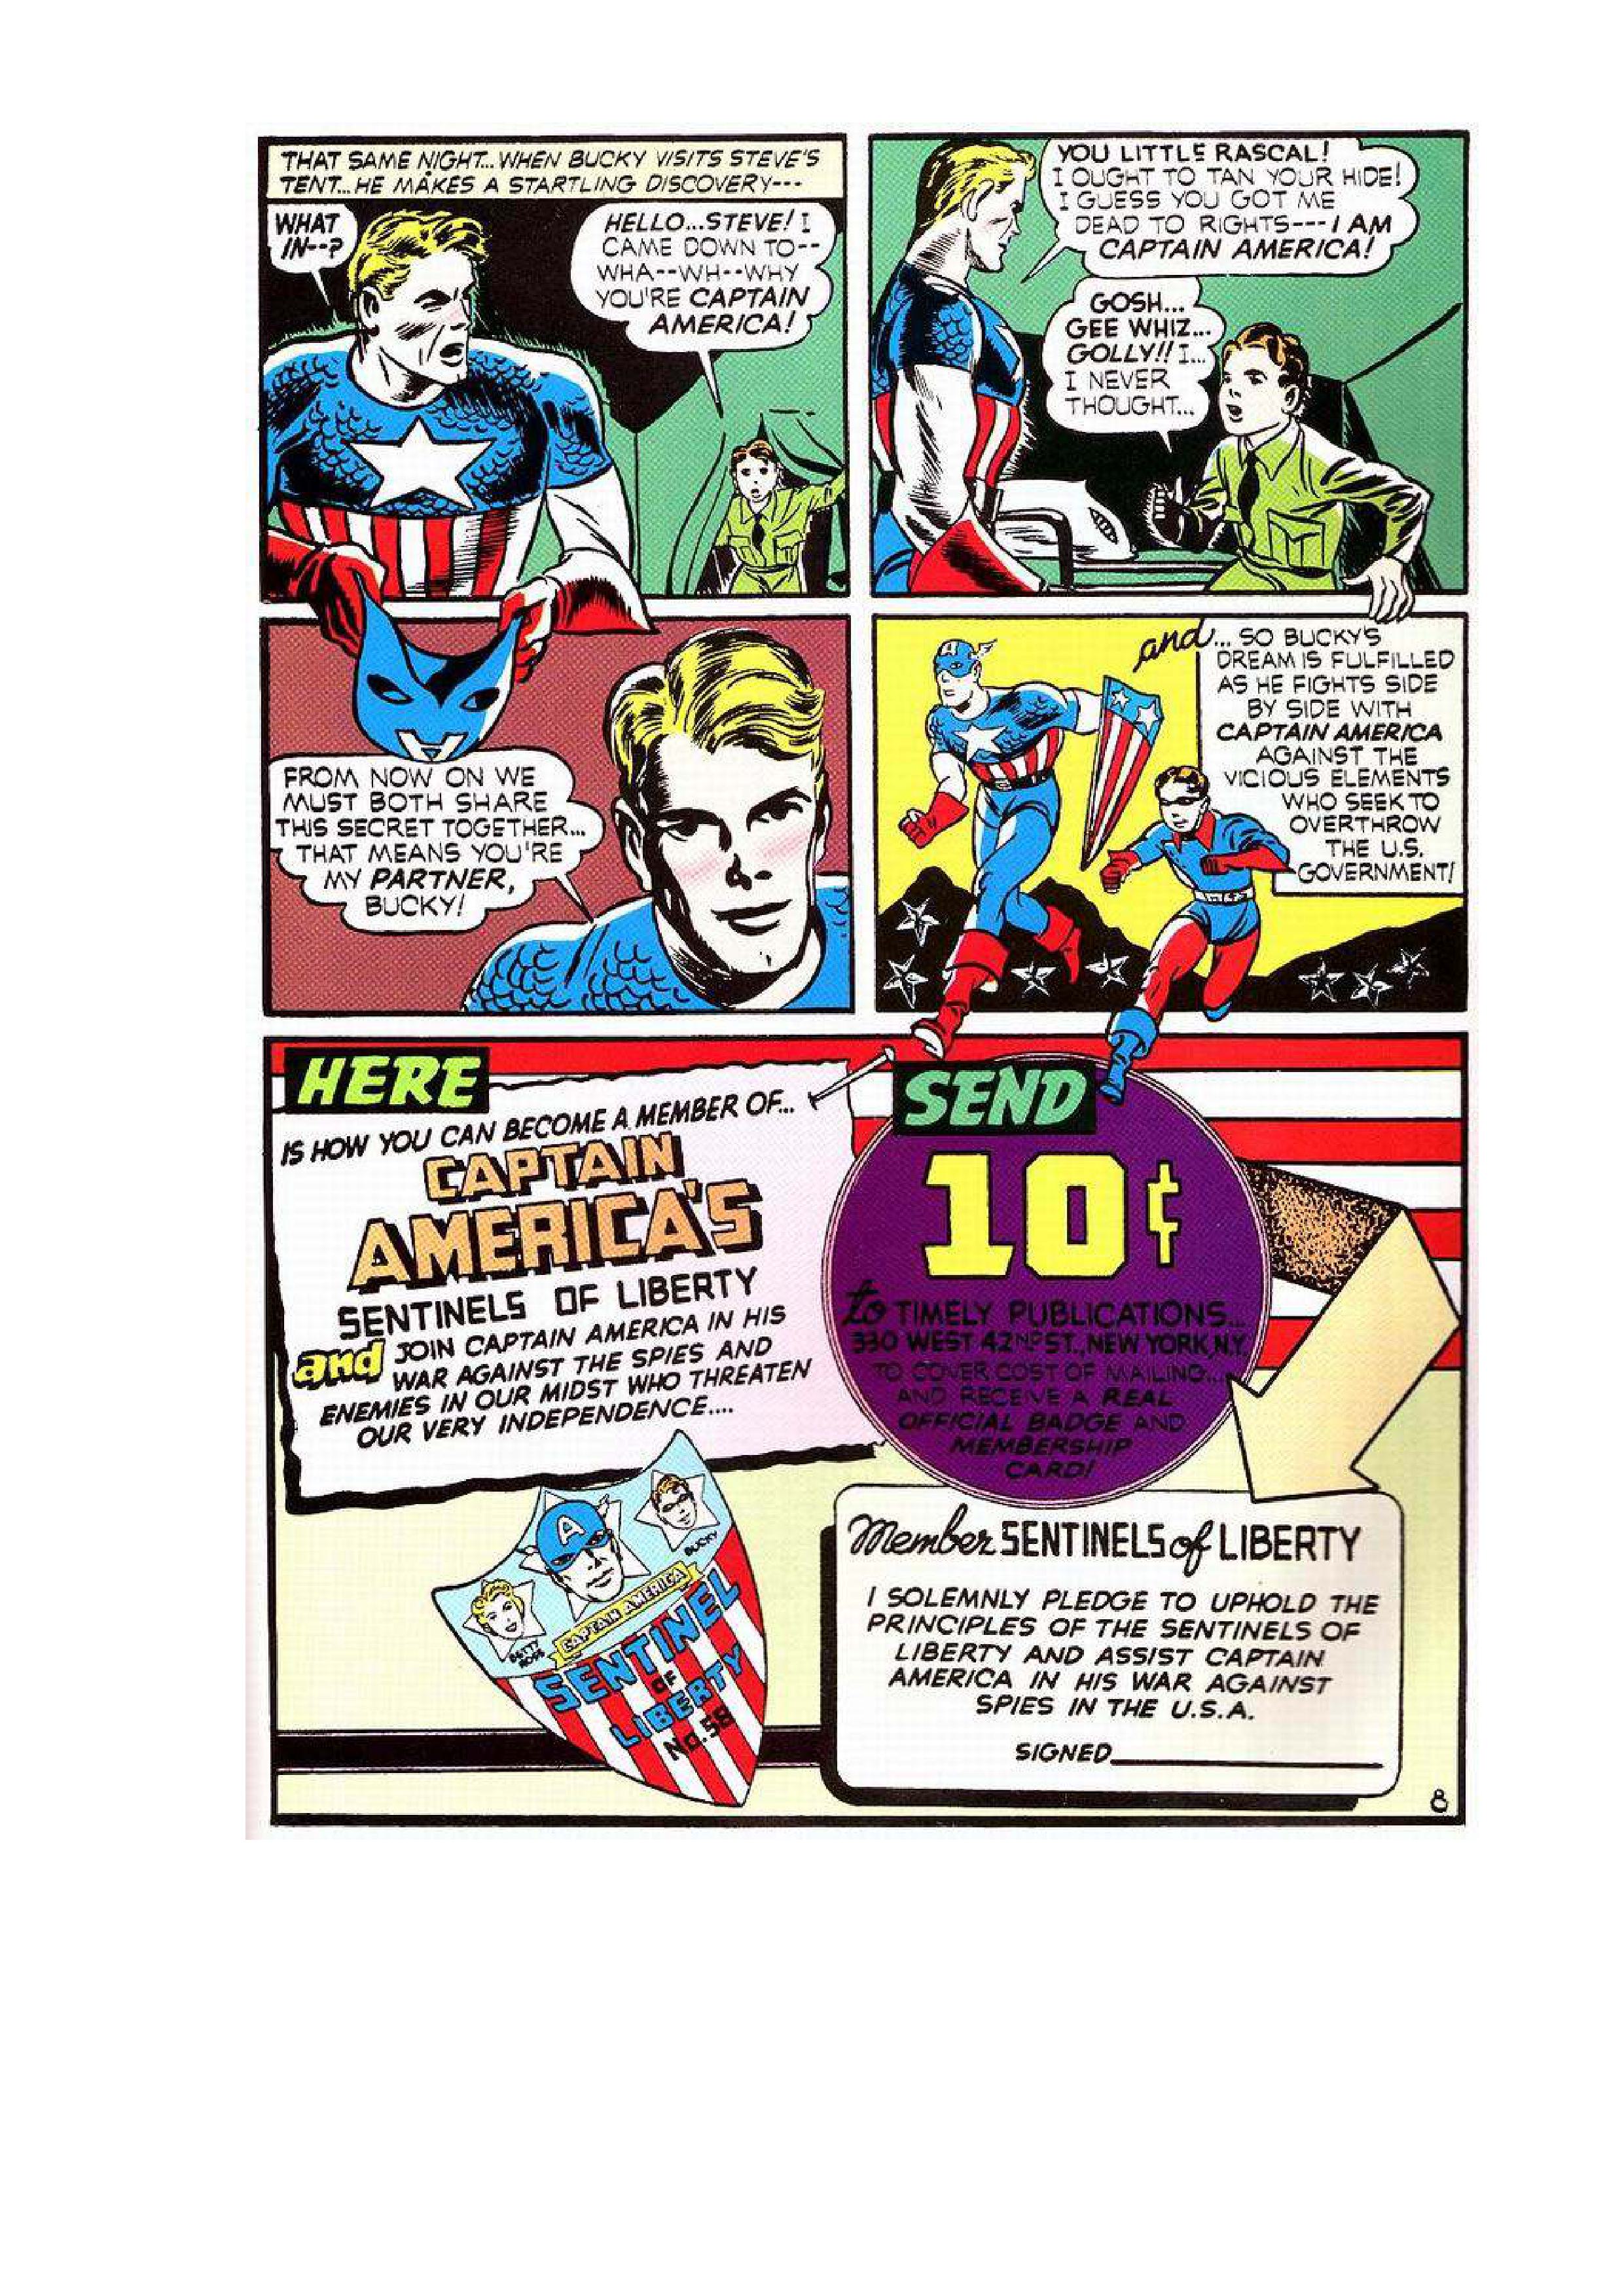 THAT SAME NIGHT... WHEN BUCKY VISITS STEVE'S
TENT... HE MAKES A STARTLING DISCOVERY---
WHAT
IN--?
HELLO...STEVE! I
CAME DOWN TO--
WHA--WH--WHY
YOU'RE CAPTAIN
AMERICA!
YOU LITTLE RASCAL!
I OUGHT TO TAN YOUR HIDE!
I GUESS YOU GOT ME
DEAD TO RIGHTS---I AM
CAPTAIN AMERICA!
GOSH...
GEE WHIZ...
GOLLY!! I...
I NEVER
THOUGHT...
FROM NOW ON WE
MUST BOTH SHARE
THIS SECRET TOGETHER...
THAT MEANS YOU'RE
MY PARTNER,
BUCKY!
and... SO BUCKY'S
DREAM IS FULFILLED
AS HE FIGHTS SIDE
BY SIDE WITH
CAPTAIN AMERICA
AGAINST THE
VICIOUS ELEMENTS
WHO SEEK TO
OVERTHROW
THE U.S.
GOVERNMENT!
HERE
IS HOW YOU CAN BECOME A MEMBER OF...
CAPTAIN
AMERICA'S
SENTINELS OF LIBERTY
and JOIN CAPTAIN AMERICA IN HIS
WAR AGAINST THE SPIES AND
ENEMIES IN OUR MIDST WHO THREATEN
OUR VERY INDEPENDENCE....
SEND
10¢
to TIMELY PUBLICATIONS...
330 WEST 42ND ST., NEW YORK, N.Y.
TO COVER COST OF MAILING...
AND RECEIVE A REAL
OFFICIAL BADGE AND
MEMBERSHIP
CARD!
A
BUCKY
BETTY
ROSS
CAPTAIN AMERICA
SENTINEL
OF
LIBERTY
NO. 58
Member SENTINELS of LIBERTY
I SOLEMNLY PLEDGE TO UPHOLD THE
PRINCIPLES OF THE SENTINELS OF
LIBERTY AND ASSIST CAPTAIN
AMERICA IN HIS WAR AGAINST
SPIES IN THE U.S.A.
SIGNED
8